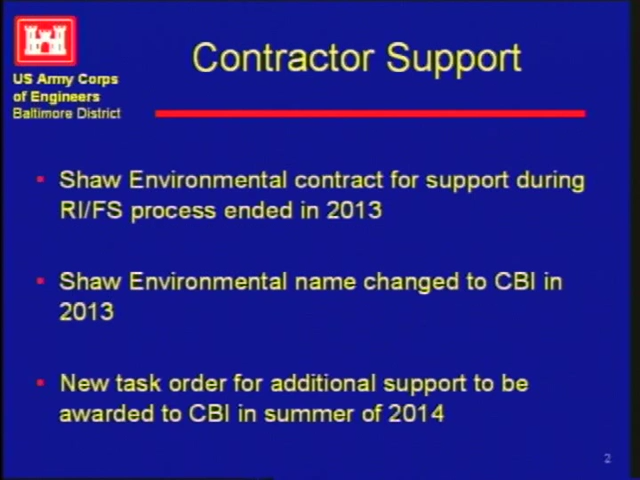 Contractor Support
US Army Corps
of Engineers
Baltimore District
Shaw Environmental contract for support during
RI/FS process ended in 2013
Shaw Environmental name changed to CBI in
2013
New task order for additional support to be
awarded to CBI in summer of 2014
2